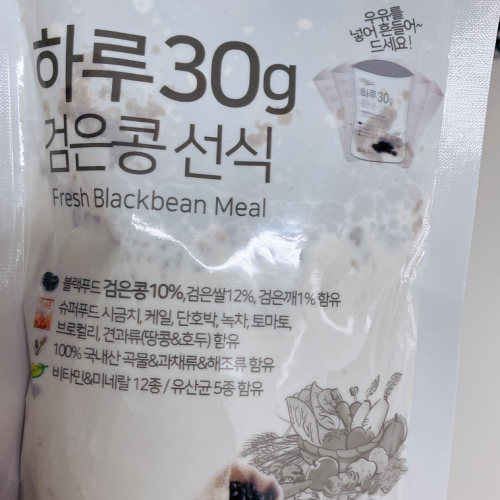 하루 30g
검은콩 선식
Fresh Blackbean Meal
우유를
넣어 흔들어~
드세요!
하루 30g
블랙푸드 검은콩10%,검은쌀12%, 검은깨1% 함유
슈퍼푸드 시금치, 케일, 단호박, 녹차, 토마토,
브로컬리, 견과류(땅콩&호두) 함유
100% 국내산 곡물&과채류&해조류 함유
비타민&미네랄 12종 / 유산균 5종 함유